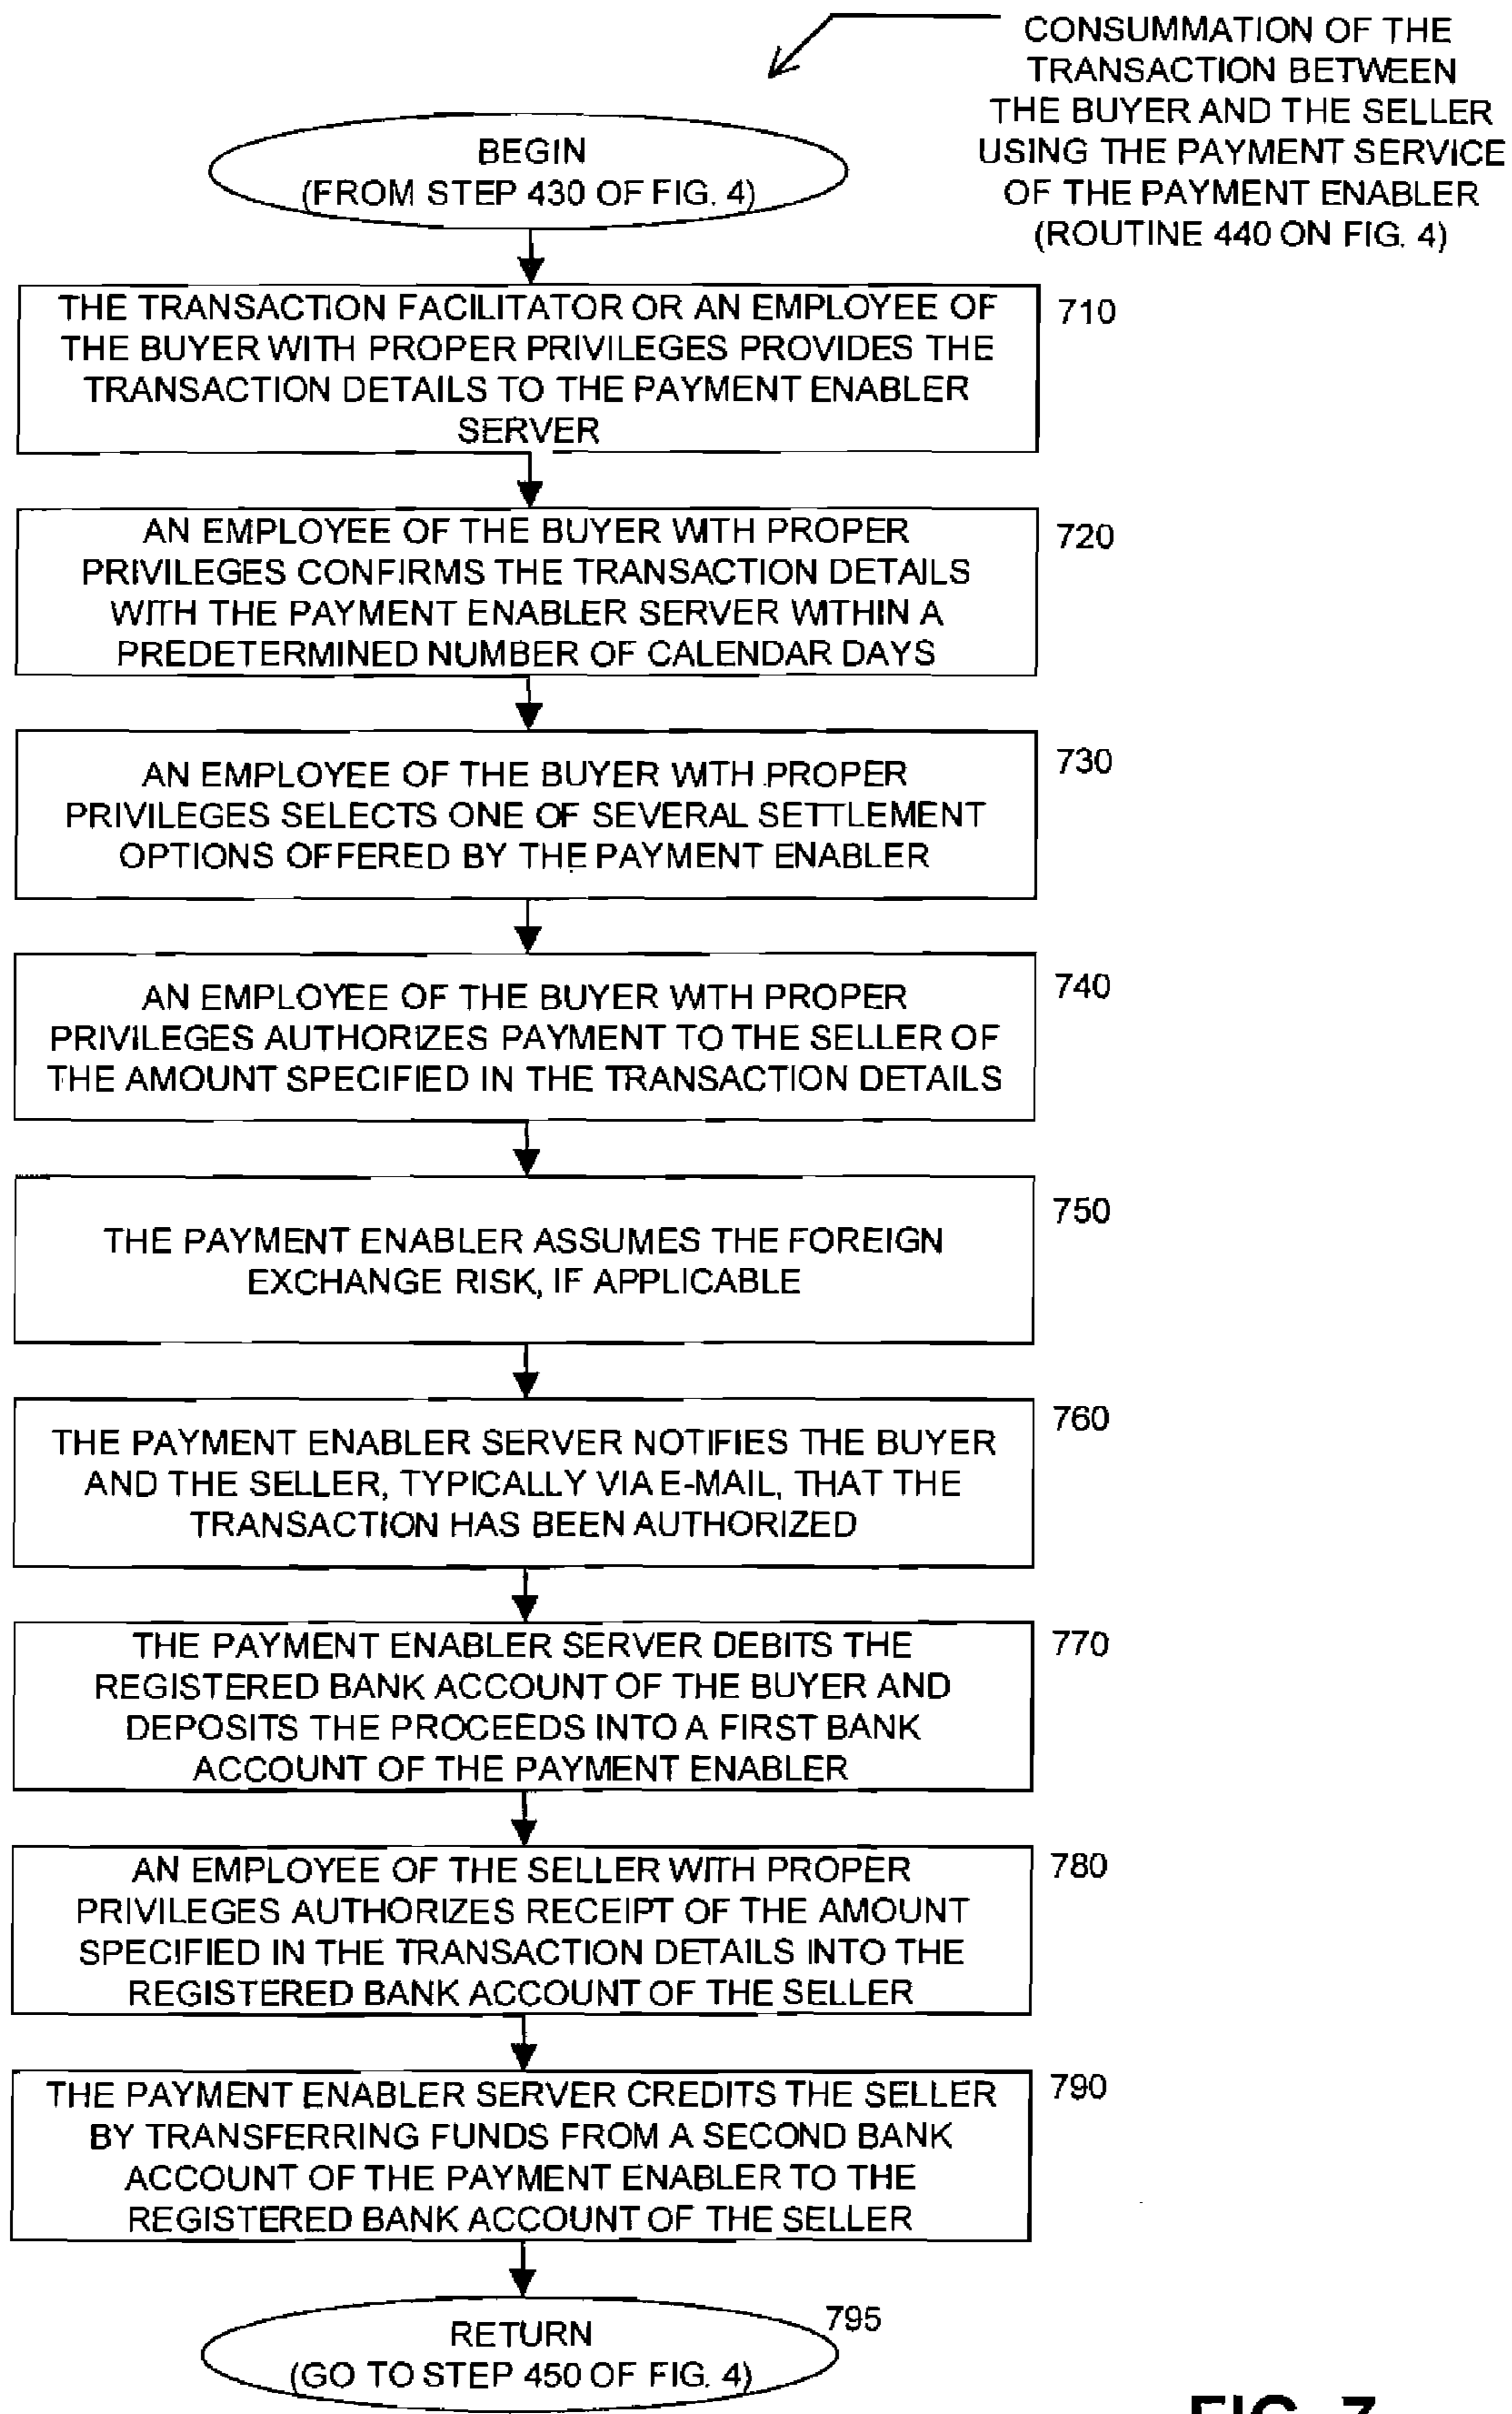 CONSUMMATION OF THE
TRANSACTION BETWEEN
THE BUYER AND THE SELLER
USING THE PAYMENT SERVICE
OF THE PAYMENT ENABLER
(ROUTINE 440 ON FIG. 4)
BEGIN
(FROM STEP 430 OF FIG. 4)
710
THE TRANSACTION FACILITATOR OR AN EMPLOYEE OF
THE BUYER WITH PROPER PRIVILEGES PROVIDES THE
TRANSACTION DETAILS TO THE PAYMENT ENABLER
SERVER
720
AN EMPLOYEE OF THE BUYER WITH PROPER
PRIVILEGES CONFIRMS THE TRANSACTION DETAILS
WITH THE PAYMENT ENABLER SERVER WITHIN A
PREDETERMINED NUMBER OF CALENDAR DAYS
730
AN EMPLOYEE OF THE BUYER WITH PROPER
PRIVILEGES SELECTS ONE OF SEVERAL SETTLEMENT
OPTIONS OFFERED BY THE PAYMENT ENABLER
740
AN EMPLOYEE OF THE BUYER WITH PROPER
PRIVILEGES AUTHORIZES PAYMENT TO THE SELLER OF
THE AMOUNT SPECIFIED IN THE TRANSACTION DETAILS
750
THE PAYMENT ENABLER ASSUMES THE FOREIGN
EXCHANGE RISK, IF APPLICABLE
760
THE PAYMENT ENABLER SERVER NOTIFIES THE BUYER
AND THE SELLER, TYPICALLY VIA E-MAIL, THAT THE
TRANSACTION HAS BEEN AUTHORIZED
770
THE PAYMENT ENABLER SERVER DEBITS THE
REGISTERED BANK ACCOUNT OF THE BUYER AND
DEPOSITS THE PROCEEDS INTO A FIRST BANK
ACCOUNT OF THE PAYMENT ENABLER
780
AN EMPLOYEE OF THE SELLER WITH PROPER
PRIVILEGES AUTHORIZES RECEIPT OF THE AMOUNT
SPECIFIED IN THE TRANSACTION DETAILS INTO THE
REGISTERED BANK ACCOUNT OF THE SELLER
790
THE PAYMENT ENABLER SERVER CREDITS THE SELLER
BY TRANSFERRING FUNDS FROM A SECOND BANK
ACCOUNT OF THE PAYMENT ENABLER TO THE
REGISTERED BANK ACCOUNT OF THE SELLER
795
RETURN
(GO TO STEP 450 OF FIG. 4)
FIG. 7